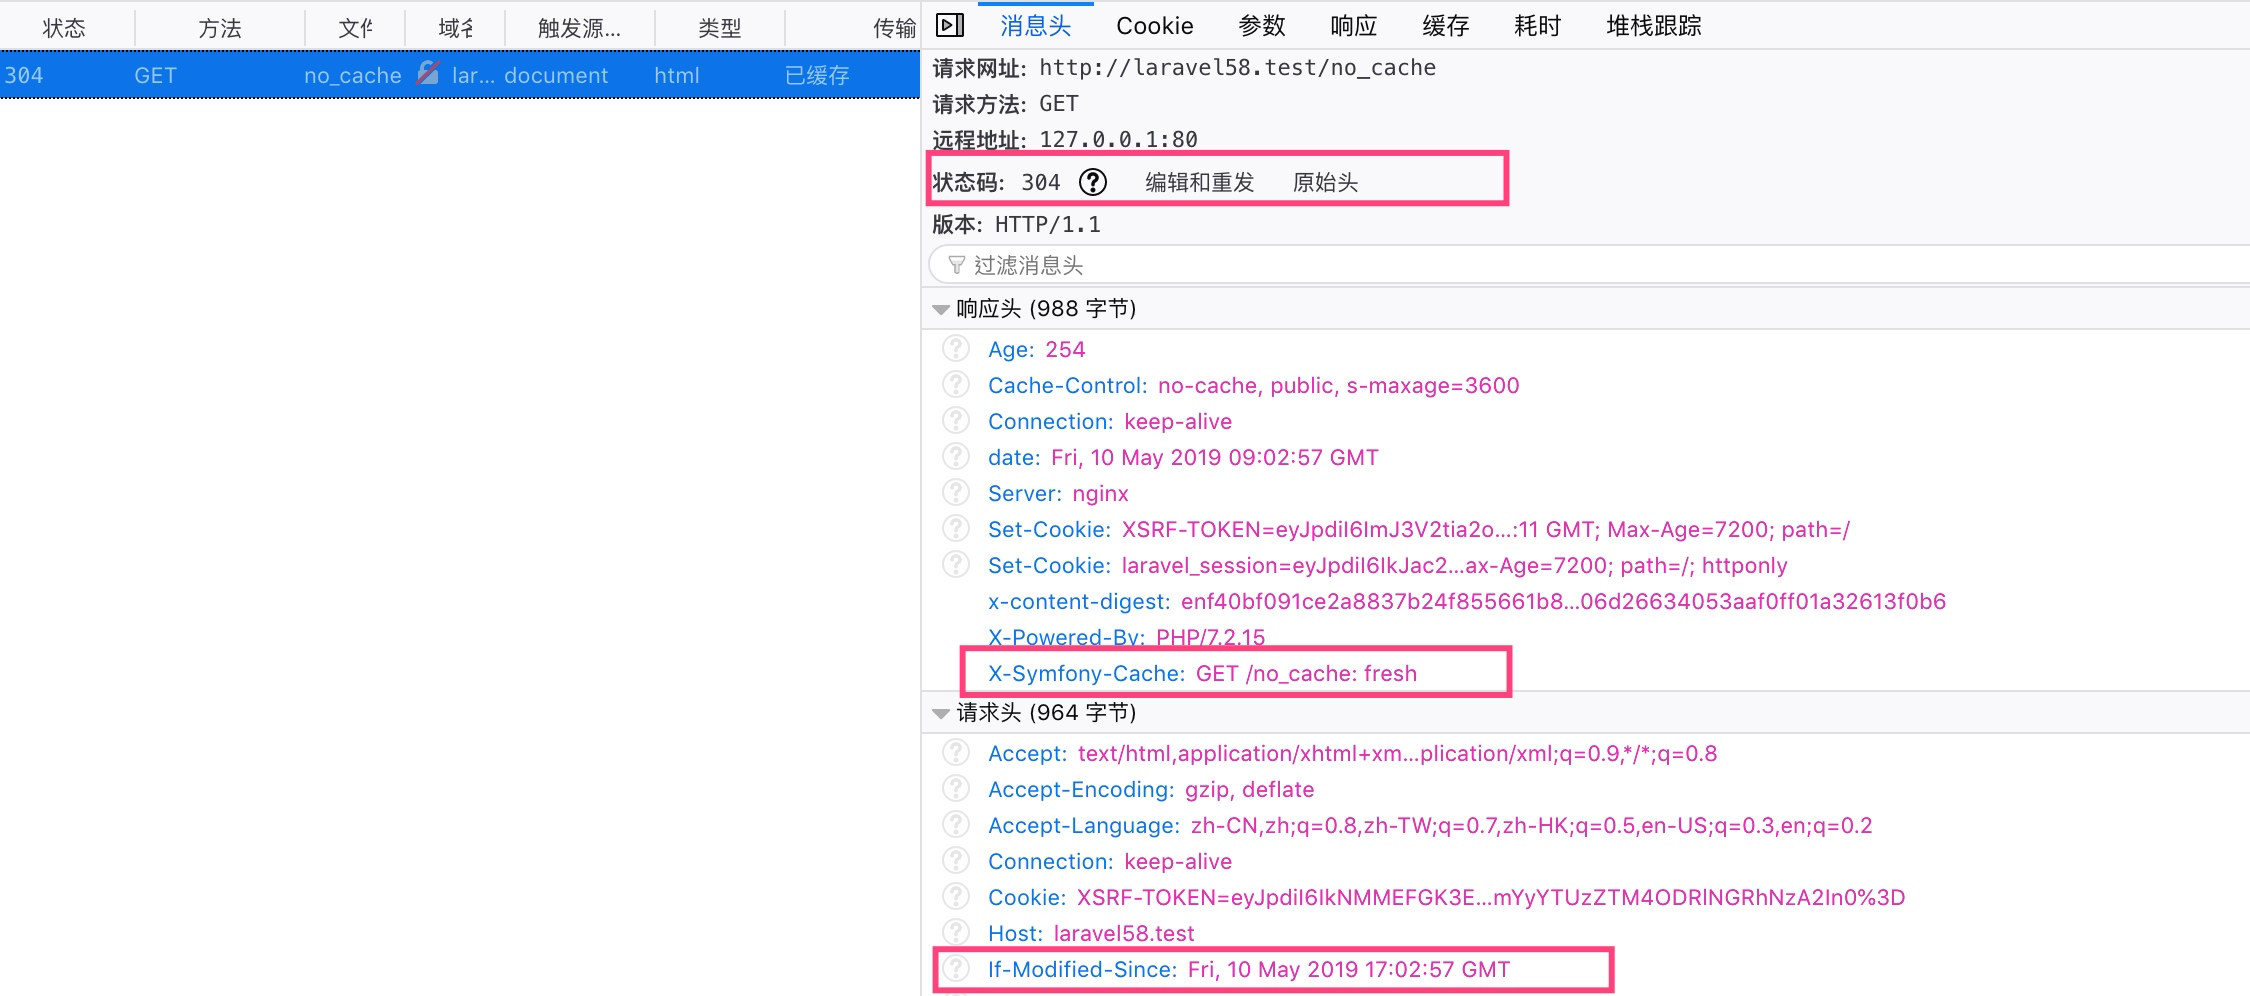 状态 方法 文件 域名 触发源... 类型 传输
304 GET no_cache lar... document html 已缓存
消息头 Cookie 参数 响应 缓存 耗时 堆栈跟踪
请求网址: http://laravel58.test/no_cache
请求方法: GET
远程地址: 127.0.0.1:80
状态码: 304 编辑和重发 原始头
版本: HTTP/1.1
过滤消息头
响应头 (988 字节)
Age: 254
Cache-Control: no-cache, public, s-maxage=3600
Connection: keep-alive
date: Fri, 10 May 2019 09:02:57 GMT
Server: nginx
Set-Cookie: XSRF-TOKEN=eyJpdiI6ImJ3V2tia2o...:11 GMT; Max-Age=7200; path=/
Set-Cookie: laravel_session=eyJpdiI6IkJac2...ax-Age=7200; path=/; httponly
x-content-digest: enf40bf091ce2a8837b24f855661b8...06d26634053aaf0ff01a32613f0b6
X-Powered-By: PHP/7.2.15
X-Symfony-Cache: GET /no_cache: fresh
请求头 (964 字节)
Accept: text/html,application/xhtml+xm...plication/xml;q=0.9,*/*;q=0.8
Accept-Encoding: gzip, deflate
Accept-Language: zh-CN,zh;q=0.8,zh-TW;q=0.7,zh-HK;q=0.5,en-US;q=0.3,en;q=0.2
Connection: keep-alive
Cookie: XSRF-TOKEN=eyJpdiI6IkNMMEFGK3E...mYyYTUzZTM4ODRlNGRhNzA2In0%3D
Host: laravel58.test
If-Modified-Since: Fri, 10 May 2019 17:02:57 GMT